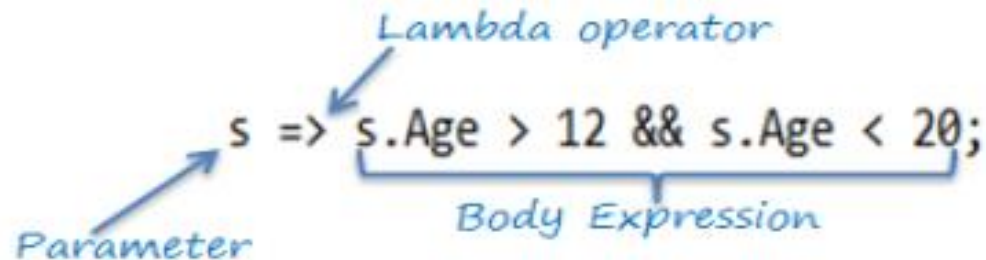 Lambda operator
s => s.Age > 12 && s.Age < 20;
Body Expression
Parameter